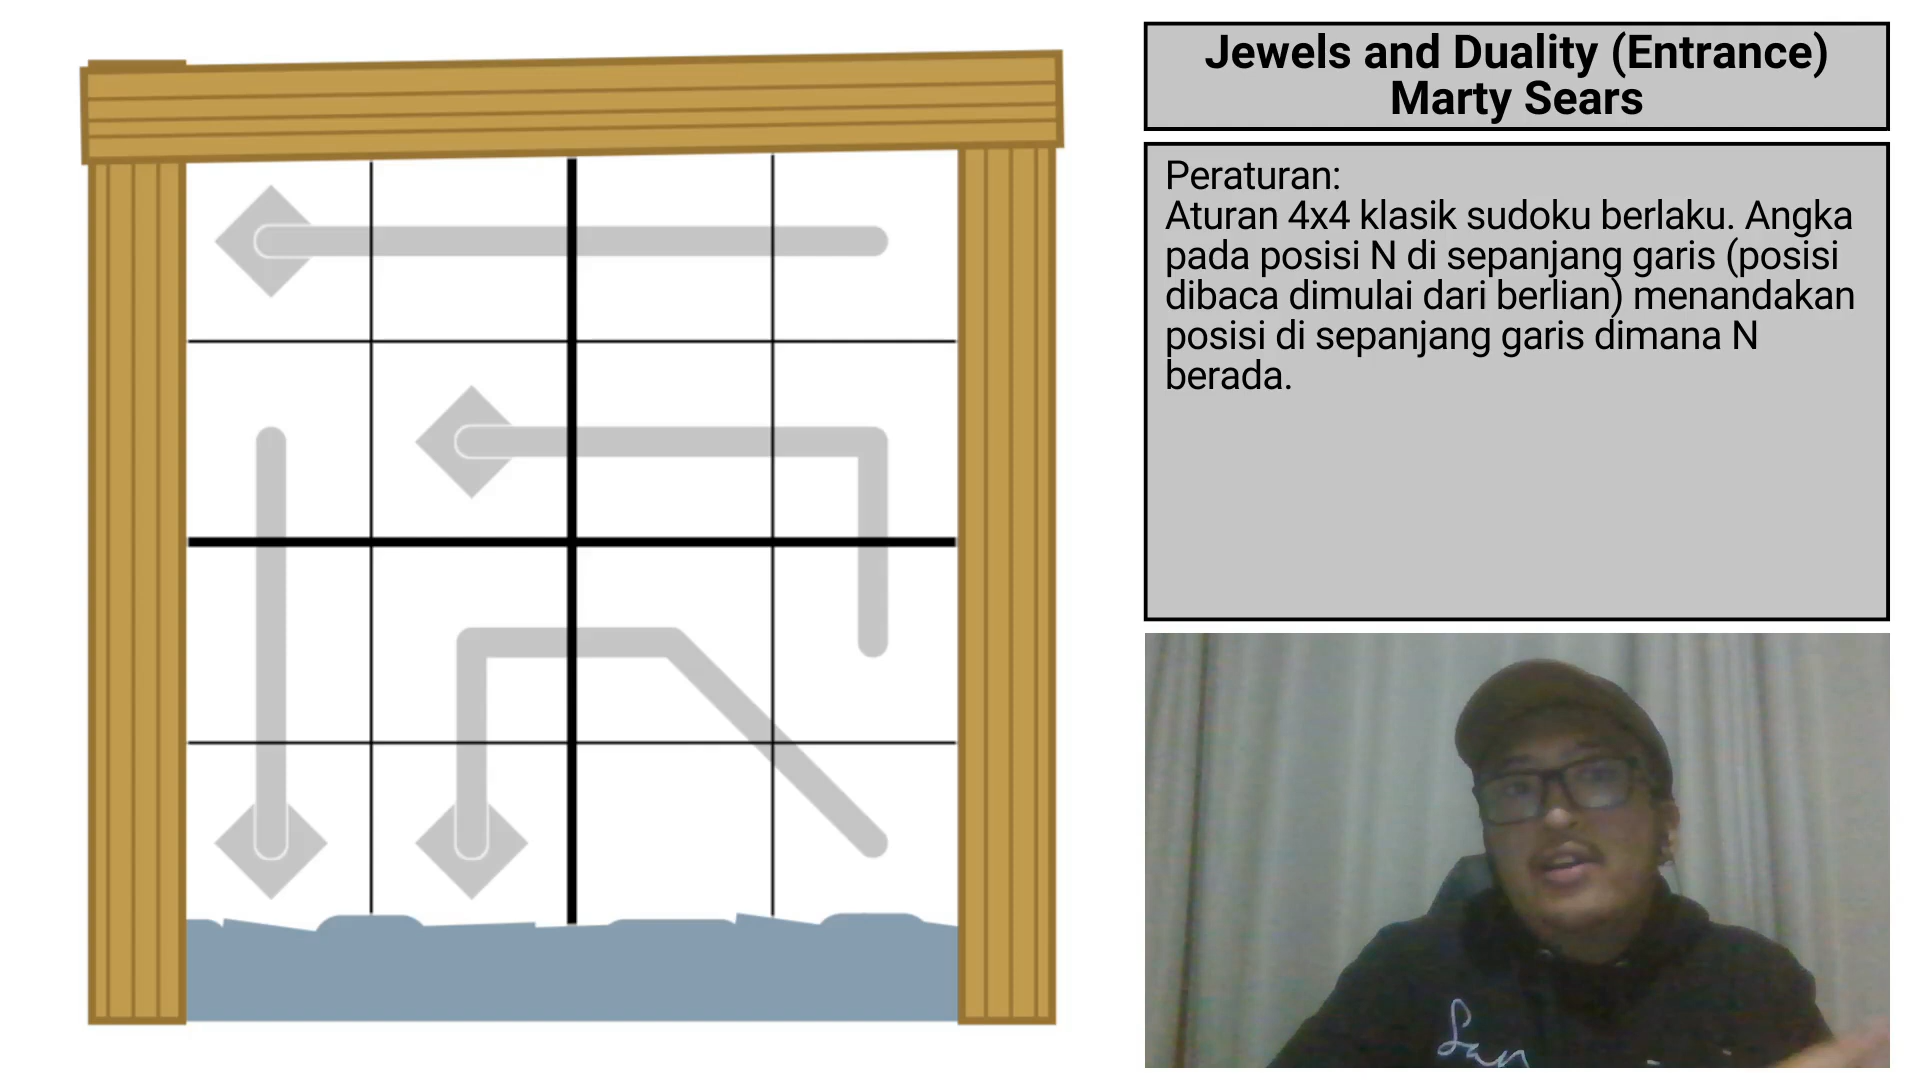 Jewels and Duality (Entrance)
Marty Sears
Peraturan:
Aturan 4x4 klasik sudoku berlaku. Angka
pada posisi N di sepanjang garis (posisi
dibaca dimulai dari berlian) menandakan
posisi di sepanjang garis dimana N
berada.